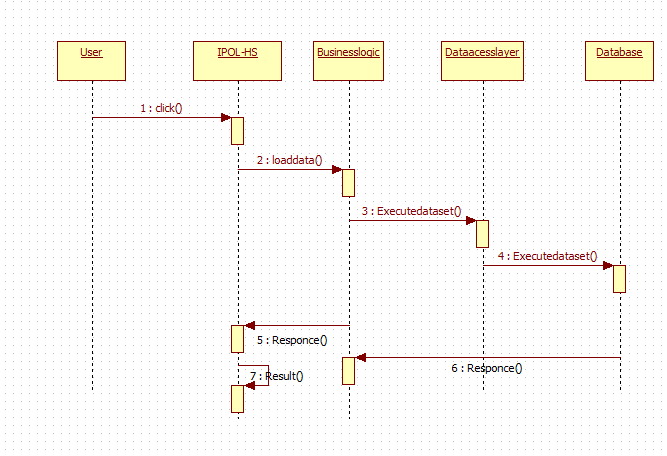 User
IPOL-HS
Businesslogic
Dataacesslayer
Database
1 : click()
2 : loaddata()
3 : Executedataset()
4 : Executedataset()
5 : Responce()
6 : Responce()
7 : Result()